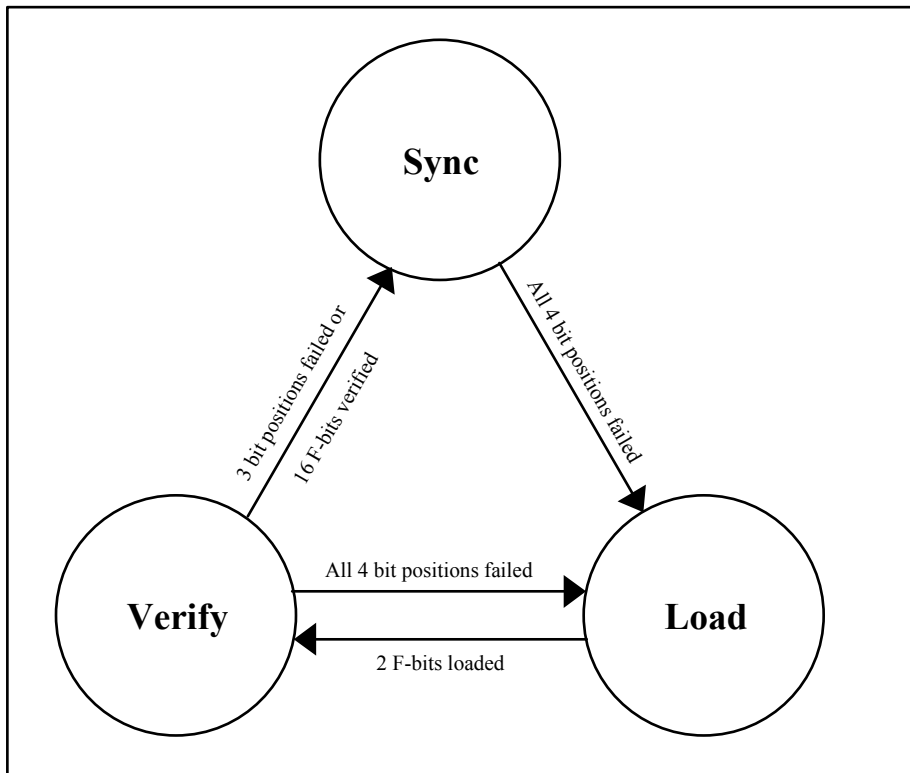 Sync
3 bit positions failed or
16 F-bits verified
All 4 bit positions failed
Verify
All 4 bit positions failed
2 F-bits loaded
Load